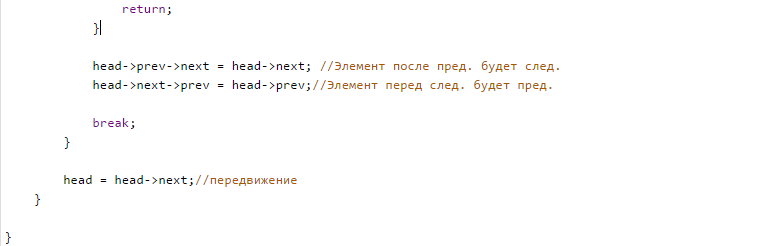 return;
}
head->prev->next = head->next; //Элемент после пред. будет след.
head->next->prev = head->prev;//Элемент перед след. будет пред.
break;
}
head = head->next;//передвижение
}
}